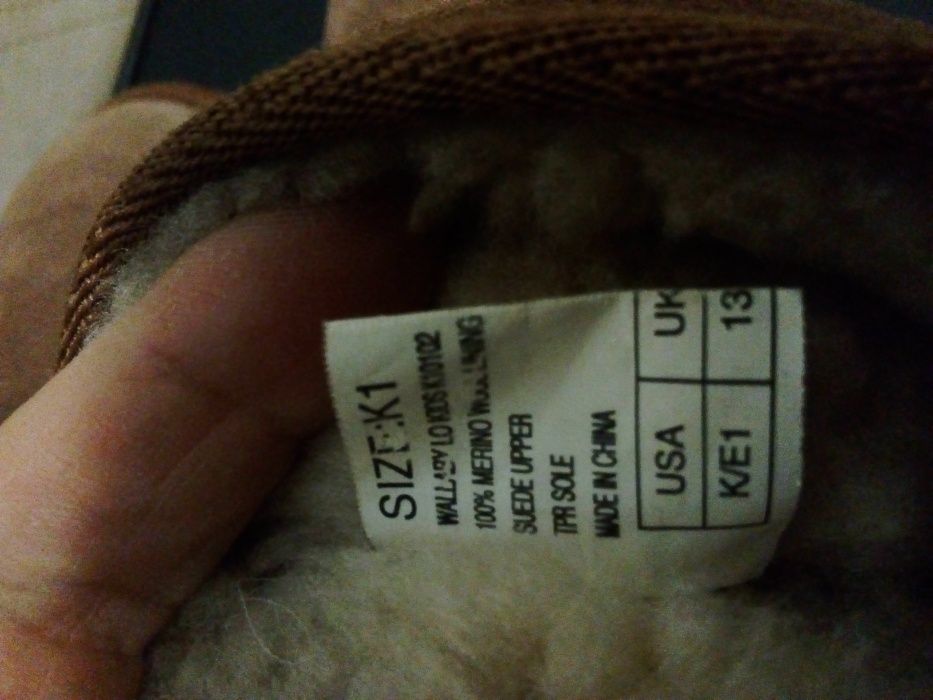 SIZE:K1
WALLABY LO KIDS K10102
100% MERINO WOOL LINING
SUEDE UPPER
TPR SOLE
MADE IN CHINA
USA UK
K/E1 13